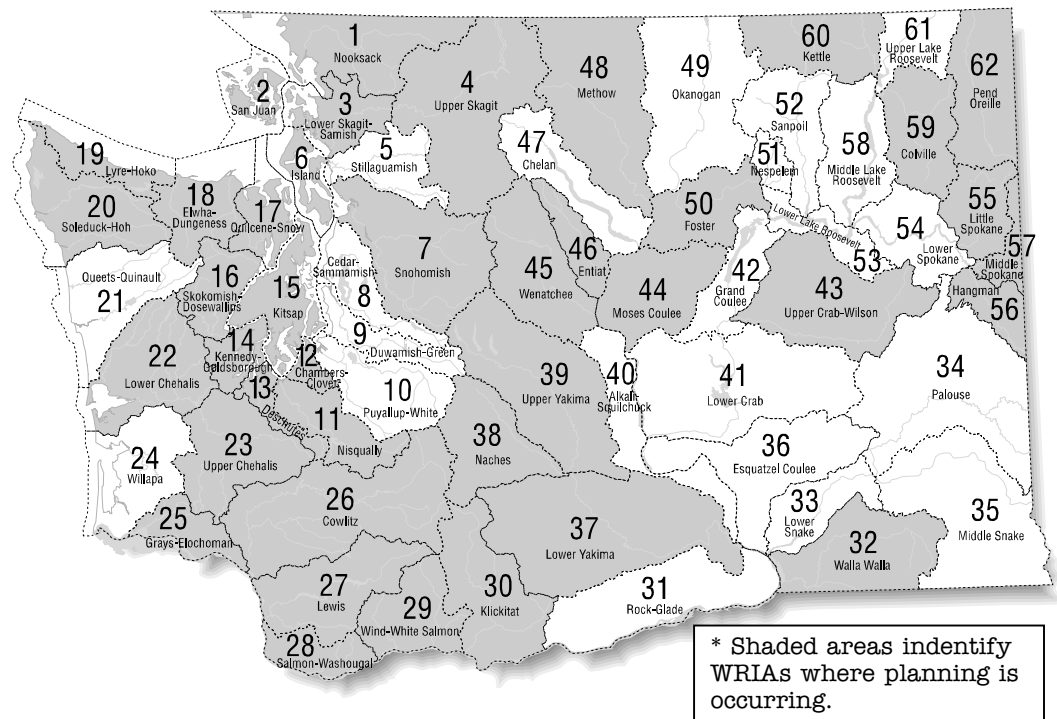 1
Nooksack
2
San Juan
3
Lower Skagit-
Samish
4
Upper Skagit
5
Stillaguamish
6
Island
7
Snohomish
Cedar-
Sammamish
8
9
Duwamish-Green
10
Puyallup-White
11
Nisqually
12
Chambers-
Clover
13
Deschutes
14
Kennedy-
Goldsborough
15
Kitsap
16
Skokomish-
Dosewallips
17
Quilcene-Snow
18
Elwha-
Dungeness
19
Lyre-Hoko
20
Soleduck-Hoh
Queets-Quinault
21
22
Lower Chehalis
23
Upper Chehalis
24
Willapa
25
Grays-Elochoman
26
Cowlitz
27
Lewis
28
Salmon-Washougal
29
Wind-White Salmon
30
Klickitat
31
Rock-Glade
32
Walla Walla
33
Lower
Snake
34
Palouse
35
Middle Snake
36
Esquatzel Coulee
37
Lower Yakima
38
Naches
39
Upper Yakima
40
Alkali-
Squilchuck
41
Lower Crab
42
Grand
Coulee
43
Upper Crab-Wilson
44
Moses Coulee
45
Wenatchee
46
Entiat
47
Chelan
48
Methow
49
Okanogan
50
Foster
51
Nespelem
52
Sanpoil
Lower Lake Roosevelt
53
54
Lower
Spokane
55
Little
Spokane
Hangman
56
57
Middle
Spokane
58
Middle Lake
Roosevelt
59
Colville
60
Kettle
61
Upper Lake
Roosevelt
62
Pend
Oreille
* Shaded areas indentify
WRIAs where planning is
occurring.